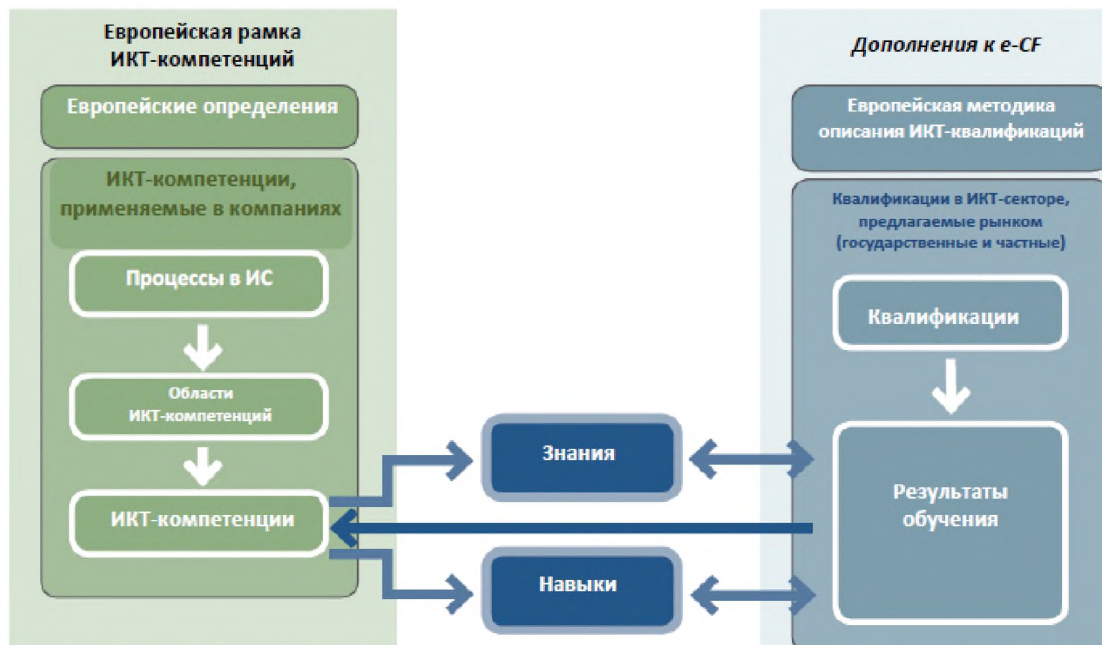 Европейская рамка
ИКТ-компетенций
Европейские определения
ИКТ-компетенции,
применяемые в компаниях
Процессы в ИС
Области
ИКТ-компетенций
ИКТ-компетенции
Знания
Навыки
Дополнения к e-CF
Европейская методика
описания ИКТ-квалификаций
Квалификации в ИКТ-секторе,
предлагаемые рынком
(государственные и частные)
Квалификации
Результаты
обучения